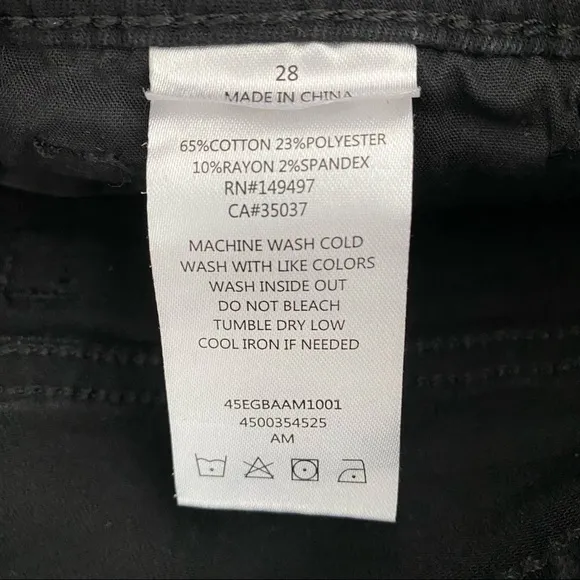 28
MADE IN CHINA
65%COTTON 23%POLYESTER
10%RAYON 2%SPANDEX
RN#149497
CA#35037
MACHINE WASH COLD
WASH WITH LIKE COLORS
WASH INSIDE OUT
DO NOT BLEACH
TUMBLE DRY LOW
COOL IRON IF NEEDED
45EGBAAM1001
4500354525
AM